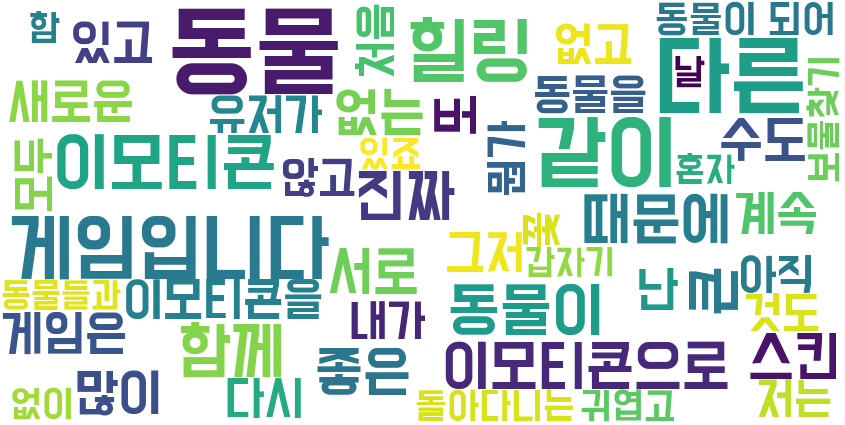 함
있고
동물
처음
힐링
없고
동물이 되어
다른
날
새로운
유저가
없는
버
동물을
보물찾기
모두
이모티콘
않고
있죠
진짜
뭔가
같이
혼자
수도
게임입니다
서로
그저
쭉
갑자기
때문에
계속
동물들과
이모티콘을
내가
동물이
난
큰
아직
게임은
함께
좋은
이모티콘으로
것도
스킨
없이
많이
다시
돌아다니는
귀엽고
저는